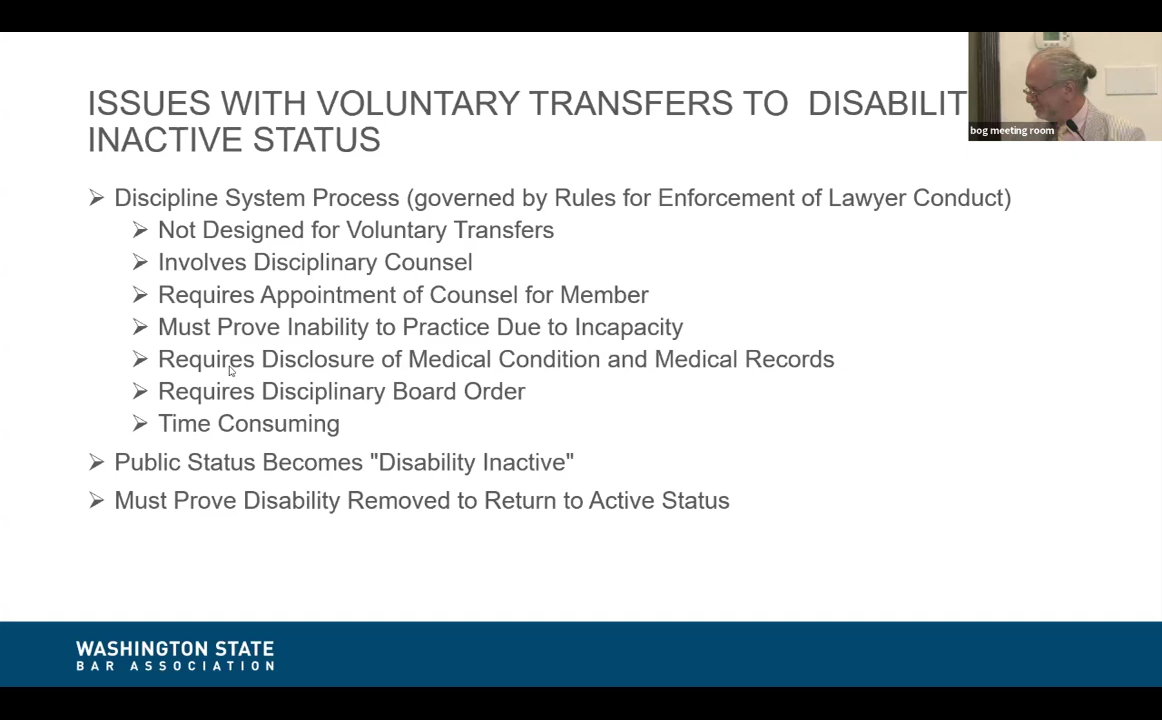 ISSUES WITH VOLUNTARY TRANSFERS TO DISABILIT
INACTIVE STATUS
bog meeting room
Discipline System Process (governed by Rules for Enforcement of Lawyer Conduct)
Not Designed for Voluntary Transfers
Involves Disciplinary Counsel
Requires Appointment of Counsel for Member
Must Prove Inability to Practice Due to Incapacity
Requires Disclosure of Medical Condition and Medical Records
Requires Disciplinary Board Order
Time Consuming
Public Status Becomes "Disability Inactive"
Must Prove Disability Removed to Return to Active Status
WASHINGTON STATE
BAR ASSOCIATION